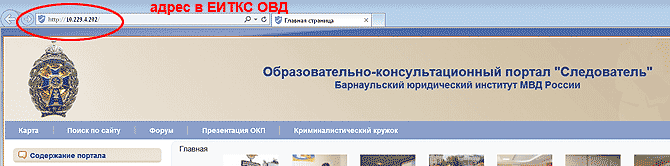 адрес в ЕИТКС ОВД
http://10.229.4.202/
Главная страница
Образовательно-консультационный портал "Следователь"
Барнаульский юридический институт МВД России
Карта Поиск по сайту Форум Презентация ОКП Криминалистический кружок
Содержание портала
Главная